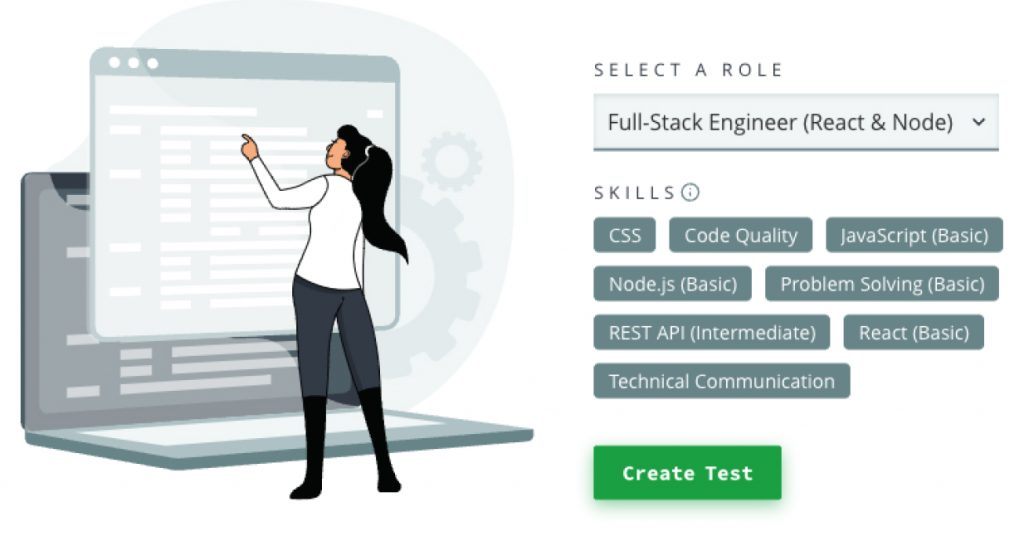 SELECT A ROLE
Full-Stack Engineer (React & Node)
SKILLS
CSS Code Quality JavaScript (Basic)
Node.js (Basic) Problem Solving (Basic)
REST API (Intermediate) React (Basic)
Technical Communication
Create Test